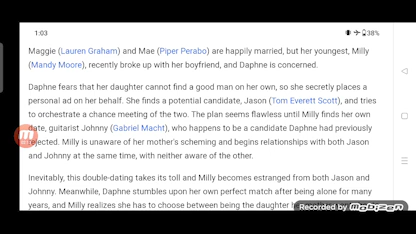 1:03
38%
Maggie (Lauren Graham) and Mae (Piper Perabo) are happily married, but her youngest, Milly
(Mandy Moore), recently broke up with her boyfriend, and Daphne is concerned.
Daphne fears that her daughter cannot find a good man on her own, so she secretly places a
personal ad on her behalf. She finds a potential candidate, Jason (Tom Everett Scott), and tries
to orchestrate a chance meeting of the two. The plan seems flawless until Milly finds her own
date, guitarist Johnny (Gabriel Macht), who happens to be a candidate Daphne had previously
rejected. Milly is unaware of her mother's scheming and begins relationships with both Jason
and Johnny at the same time, with neither aware of the other.
Inevitably, this double-dating takes its toll and Milly becomes estranged from both Jason and
Johnny. Meanwhile, Daphne stumbles upon her own perfect match after being alone for many
years, and Milly realizes she has to choose between being the daughter h
Recorded by Mobizen